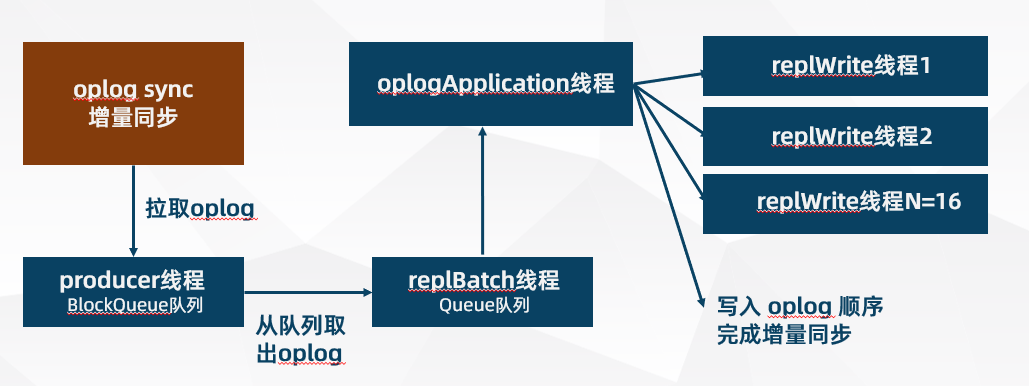 oplog sync
增量同步
拉取oplog
producer线程
BlockQueue队列
从队列取
出oplog
replBatch线程
Queue队列
oplogApplication线程
replWrite线程1
replWrite线程2
replWrite线程N=16
写入 oplog 顺序
完成增量同步